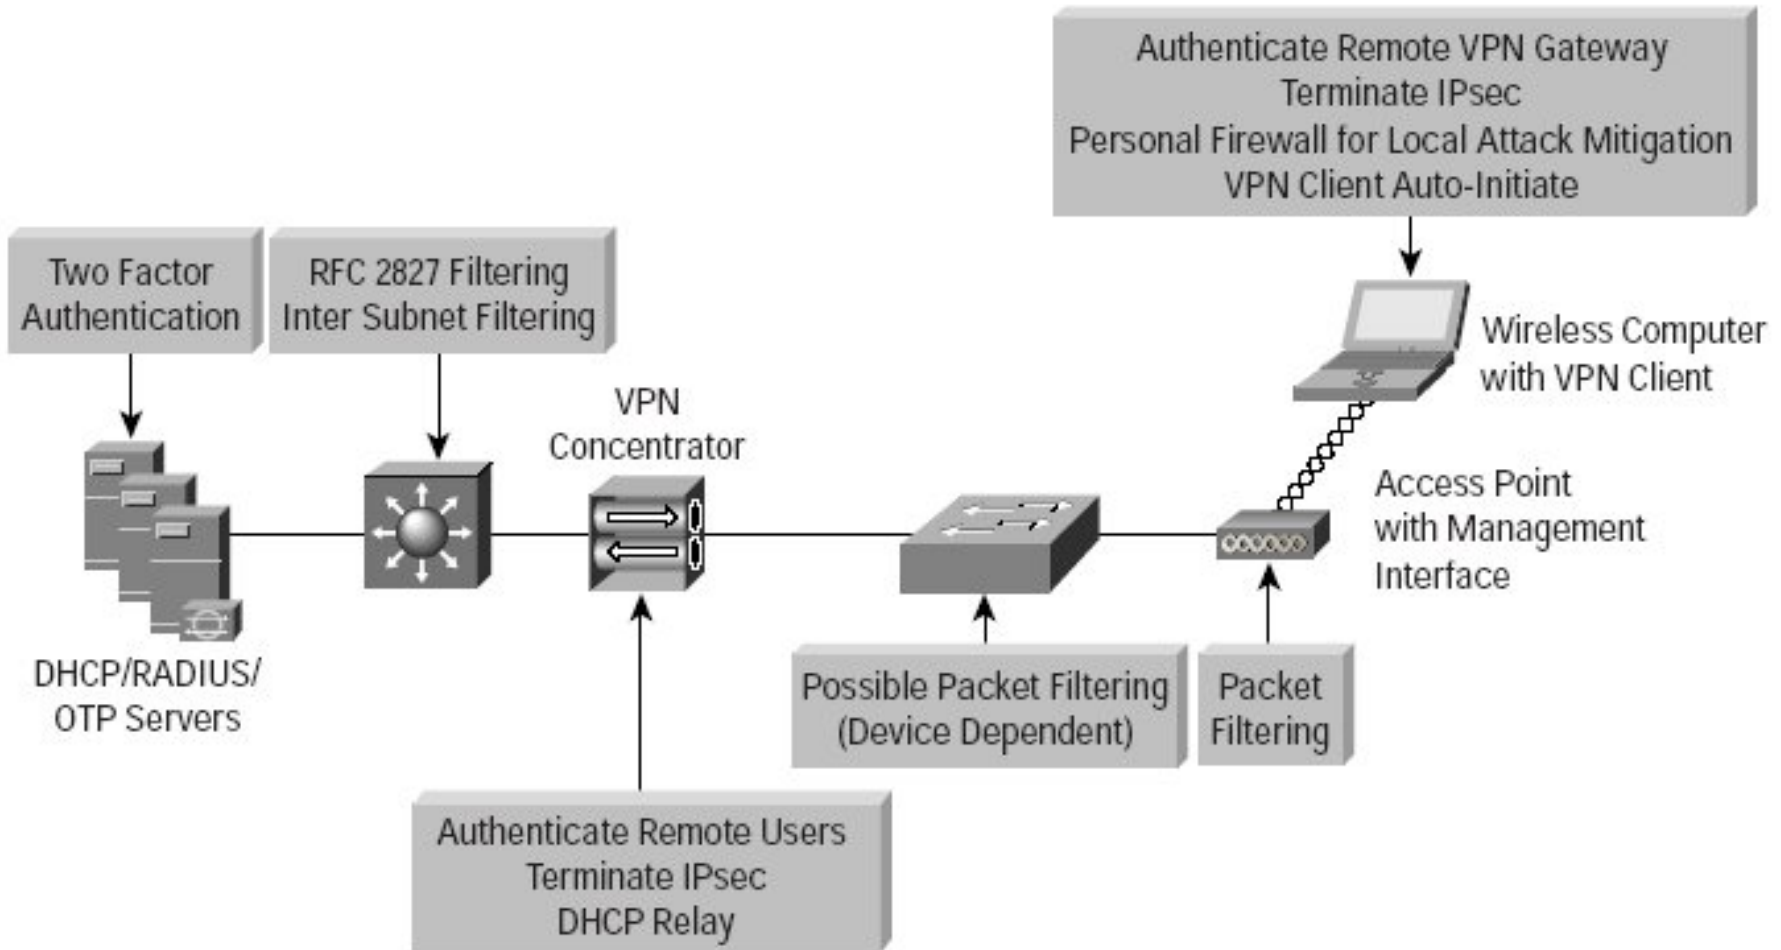 Authenticate Remote VPN Gateway
Terminate IPsec
Personal Firewall for Local Attack Mitigation
VPN Client Auto-Initiate
Two Factor
Authentication
RFC 2827 Filtering
Inter Subnet Filtering
Wireless Computer
with VPN Client
VPN
Concentrator
Access Point
with Management
Interface
DHCP/RADIUS/
OTP Servers
Possible Packet Filtering
(Device Dependent)
Packet
Filtering
Authenticate Remote Users
Terminate IPsec
DHCP Relay